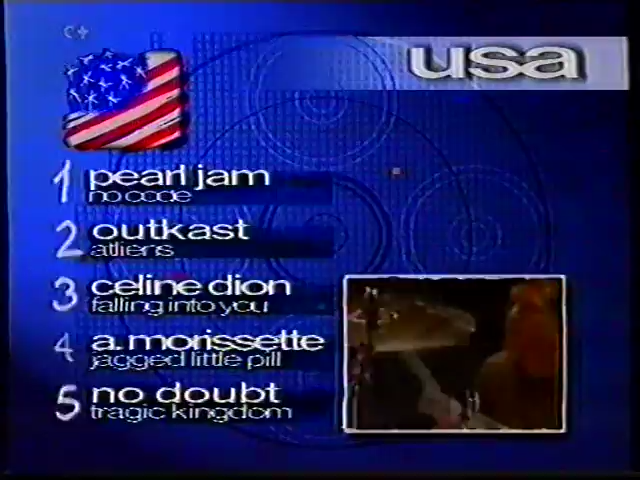 C+
usa
1 pearl jam
no code
2 outkast
atliens
3 celine dion
falling into you
4 a. morissette
jagged little pill
5 no doubt
tragic kingdom